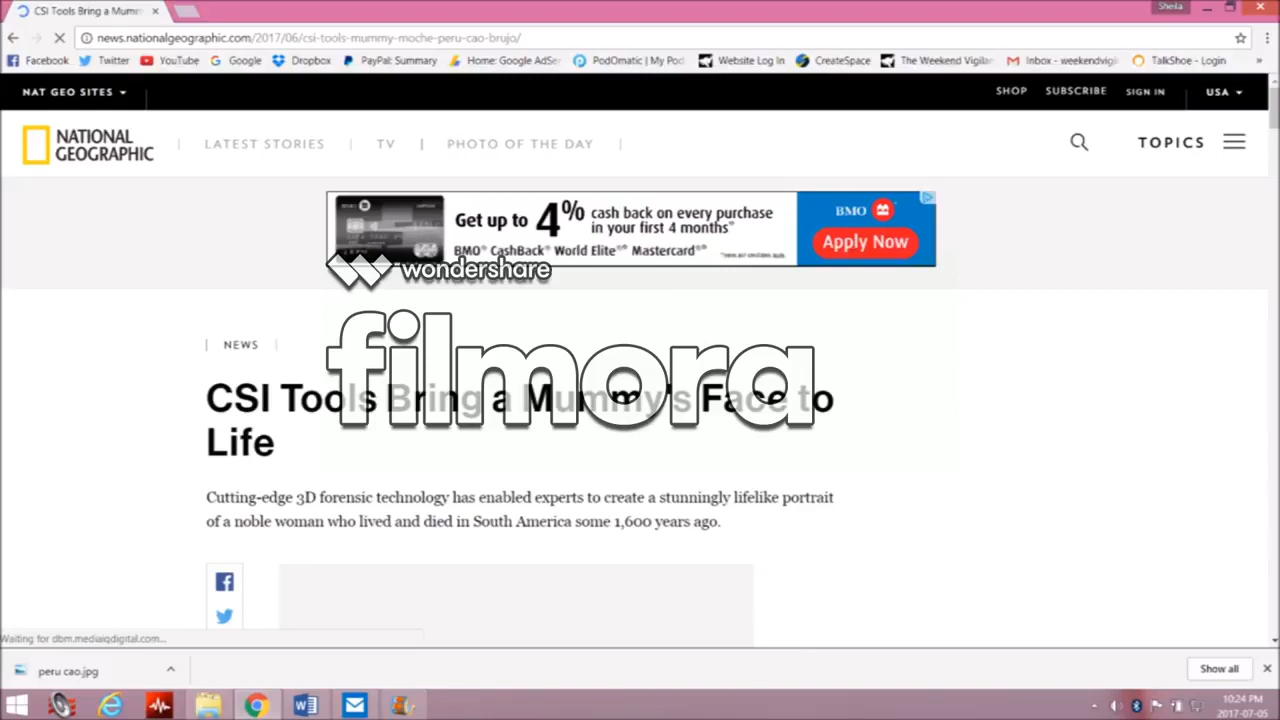 CSI Tools Bring a Mumm
Sheila
news.nationalgeographic.com/2017/06/csi-tools-mummy-moche-peru-cao-brujo/
Facebook Twitter YouTube Google Dropbox PayPal: Summary Home: Google AdSen PodOmatic | My Pod Website Log In CreateSpace The Weekend Vigilan Inbox - weekendvigi TalkShoe - Login »
NAT GEO SITES SHOP SUBSCRIBE SIGN IN USA
NATIONAL GEOGRAPHIC LATEST STORIES TV PHOTO OF THE DAY TOPICS
Get up to 4% cash back on every purchase in your first 4 months*
BMO® CashBack® World Elite®* Mastercard®*
BMO
Apply Now
wondershare
filmora
NEWS
CSI Tools Bring a Mummy's Face to
Life
Cutting-edge 3D forensic technology has enabled experts to create a stunningly lifelike portrait
of a noble woman who lived and died in South America some 1,600 years ago.
Waiting for dbm.mediaiqdigital.com...
peru cao.jpg Show all
10:24 PM
2017-07-05